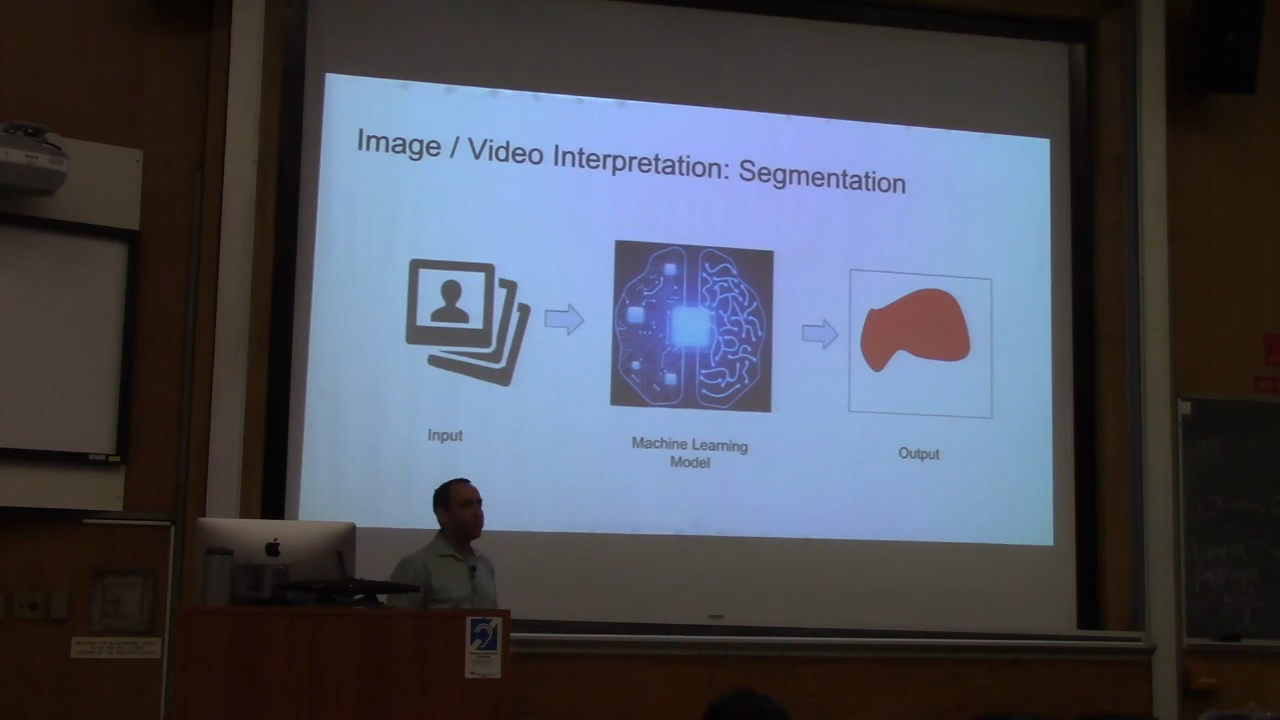 Image / Video Interpretation: Segmentation
Input
Machine Learning
Model
Output